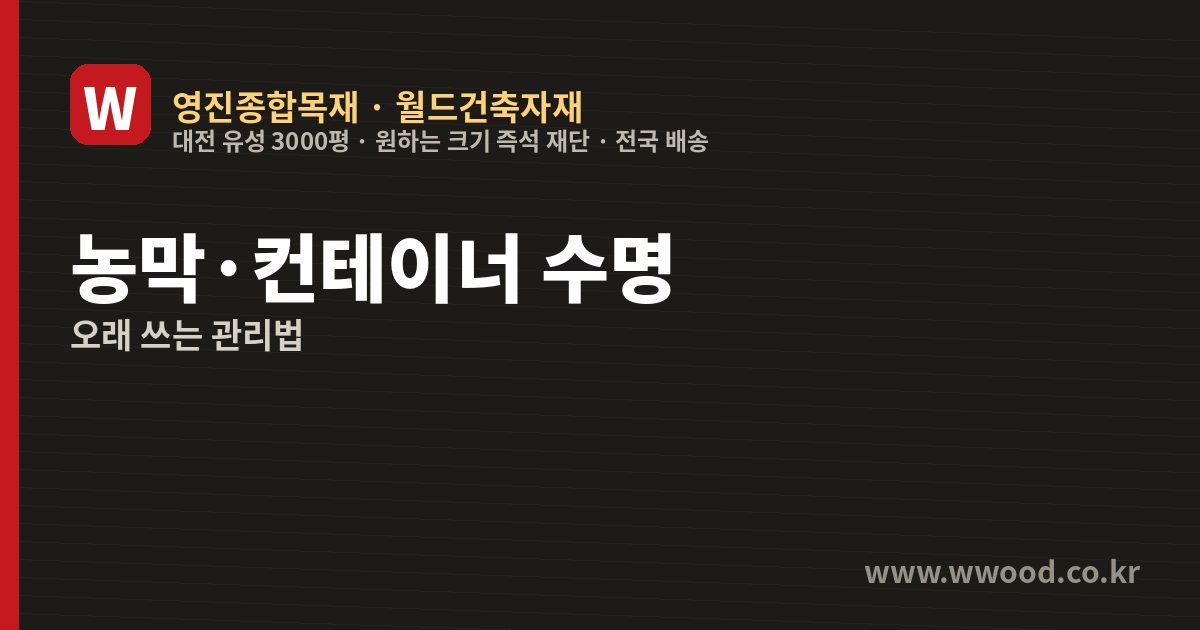 W
영진종합목재 · 월드건축자재
대전 유성 3000평 · 원하는 크기 즉석 재단 · 전국 배송
농막·컨테이너 수명
오래 쓰는 관리법
www.wwood.co.kr